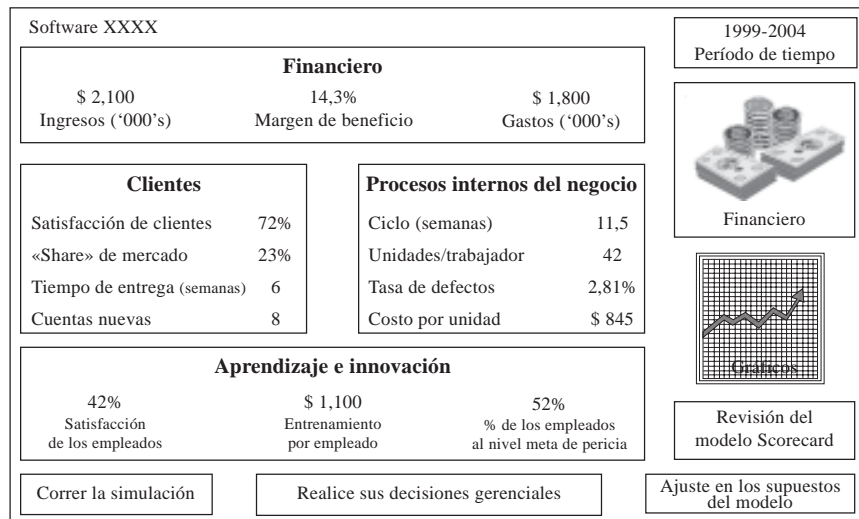 Software XXXX
1999-2004
Período de tiempo
Financiero
$ 2,100
14,3%
$ 1,800
Ingresos (‘000’s)
Margen de beneficio
Gastos (‘000’s)
Financiero
Clientes
Satisfacción de clientes 72%
«Share» de mercado 23%
Tiempo de entrega (semanas) 6
Cuentas nuevas 8
Procesos internos del negocio
Ciclo (semanas) 11,5
Unidades/trabajador 42
Tasa de defectos 2,81%
Costo por unidad $ 845
Gráficos
Aprendizaje e innovación
42%
Satisfacción
de los empleados
$ 1,100
Entrenamiento
por empleado
52%
% de los empleados
al nivel meta de pericia
Revisión del
modelo Scorecard
Correr la simulación
Realice sus decisiones gerenciales
Ajuste en los supuestos
del modelo